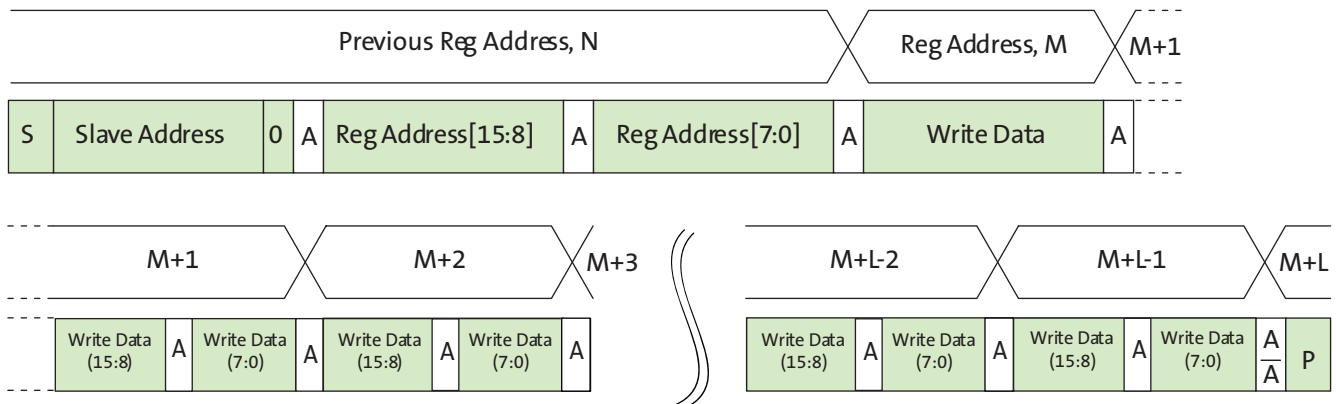 Previous Reg Address, N Reg Address, M M+1
S Slave Address 0 A Reg Address[15:8] A Reg Address[7:0] A Write Data A
M+1 M+2 M+3 M+L-2 M+L-1 M+L
Write Data (15:8) A Write Data (7:0) A Write Data (15:8) A Write Data (7:0) A Write Data (15:8) A Write Data (7:0) A Write Data (15:8) A Write Data (7:0) A A P